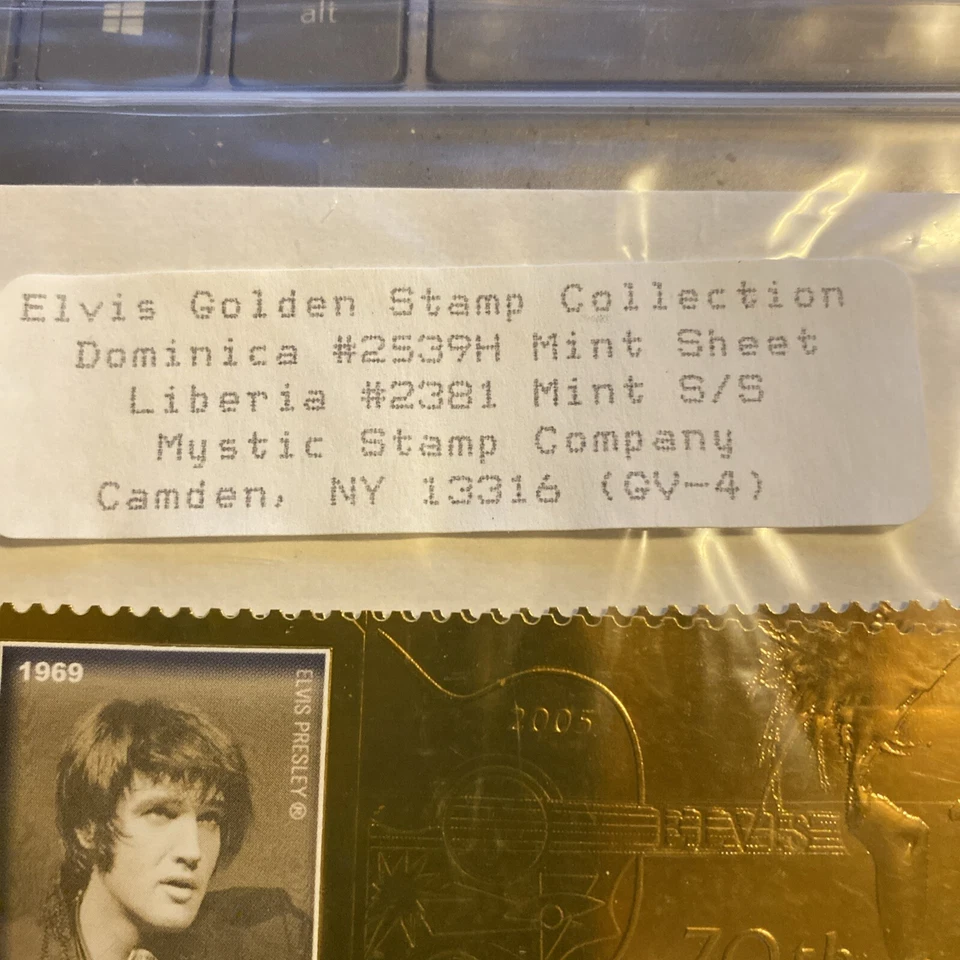 alt
Elvis Golden Stamp Collection
Dominica #2539H Mint Sheet
Liberia #2381 Mint S/S
Mystic Stamp Company
Camden, NY 13316 (GV-4)
1969
ELVIS PRESLEY®
2005
ELVIS
70th